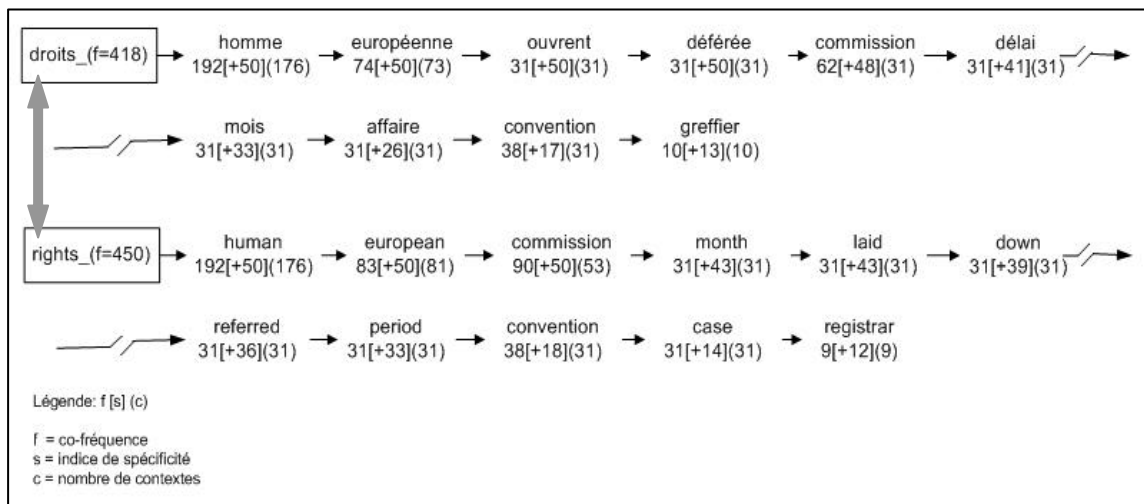 droits_(f=418) homme européenne ouvrent déférée commission délai
192[+50](176) 74[+50](73) 31[+50](31) 31[+50](31) 62[+48](31) 31[+41](31)
mois affaire convention greffier
31[+33](31) 31[+26](31) 38[+17](31) 10[+13](10)
rights_(f=450) human european commission month laid down
192[+50](176) 83[+50](81) 90[+50](53) 31[+43](31) 31[+43](31) 31[+39](31)
referred period convention case registrar
31[+36](31) 31[+33](31) 38[+18](31) 31[+14](31) 9[+12](9)
Légende: f [s] (c)
f = co-fréquence
s = indice de spécificité
c = nombre de contextes